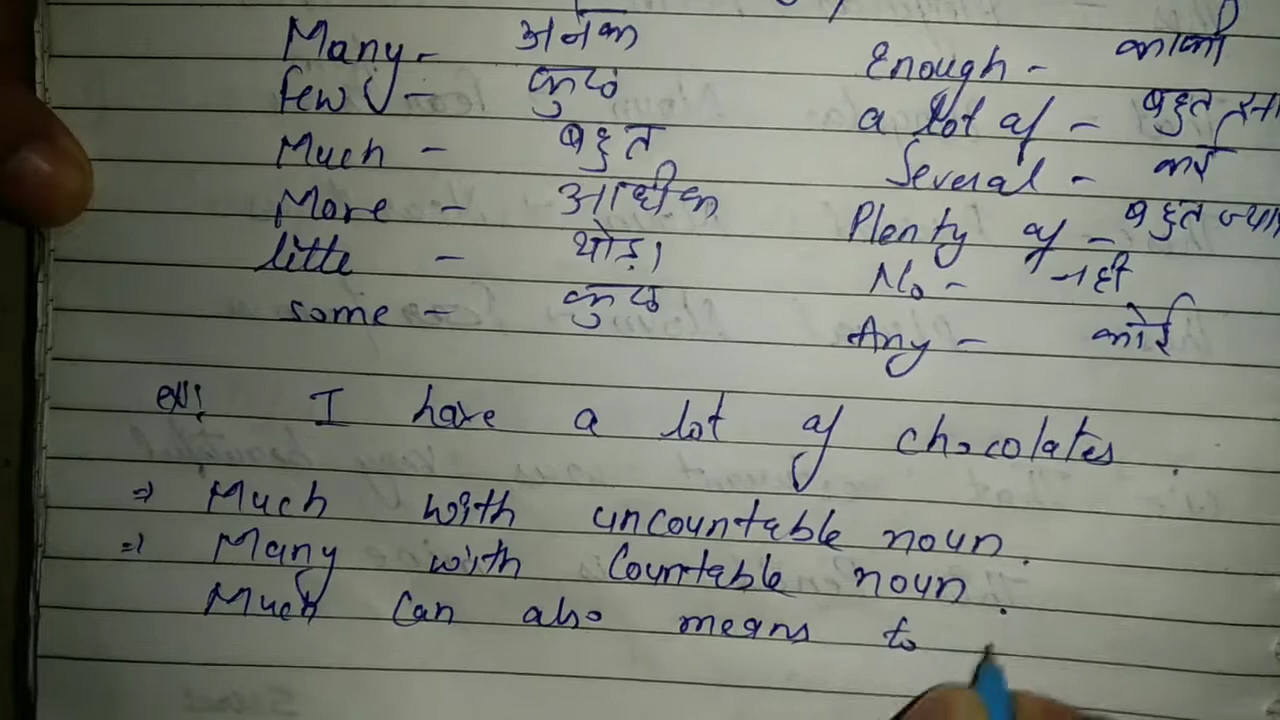 Many - अनेक
few - कुछ
Much - बहुत
More - आधीक
little - थोड़ा
some - कुछ
Enough - काफी
a lot of - बहुत
Several - कई
Plenty of - बहुत ज्या
No - नही
Any - कोई
ex: I have a lot of chocolates.
⇒ Much with uncountable noun.
⇒ Many with Countable noun.
Much can also means to